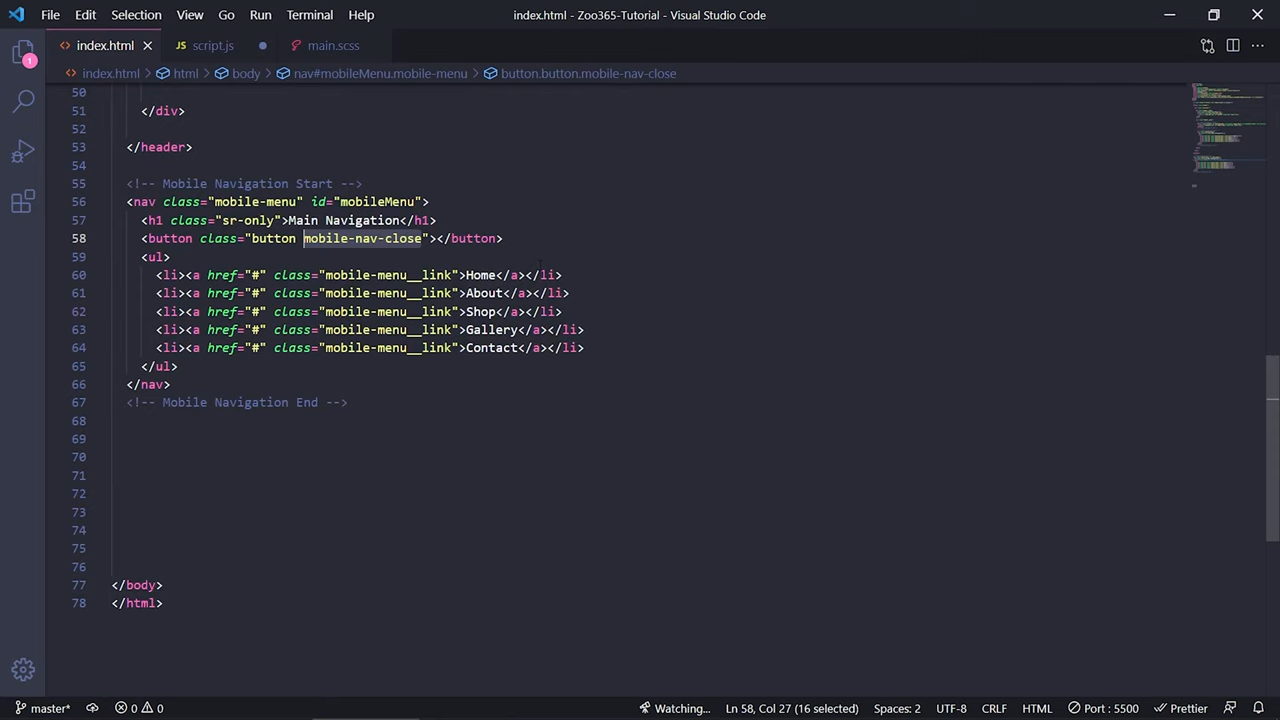 File Edit Selection View Go Run Terminal Help index.html - Zoo365-Tutorial - Visual Studio Code
index.html JS script.js main.scss
1
index.html html body nav#mobileMenu.mobile-menu button.button.mobile-nav-close
50
51 </div>
52
53 </header>
54
55 <!-- Mobile Navigation Start -->
56 <nav class="mobile-menu" id="mobileMenu">
57 <h1 class="sr-only">Main Navigation</h1>
58 <button class="button mobile-nav-close"></button>
59 <ul>
60 <li><a href="#" class="mobile-menu__link">Home</a></li>
61 <li><a href="#" class="mobile-menu__link">About</a></li>
62 <li><a href="#" class="mobile-menu__link">Shop</a></li>
63 <li><a href="#" class="mobile-menu__link">Gallery</a></li>
64 <li><a href="#" class="mobile-menu__link">Contact</a></li>
65 </ul>
66 </nav>
67 <!-- Mobile Navigation End -->
68
69
70
71
72
73
74
75
76
77 </body>
78 </html>
master* 0 0 Watching... Ln 58, Col 27 (16 selected) Spaces: 2 UTF-8 CRLF HTML Port : 5500 Prettier